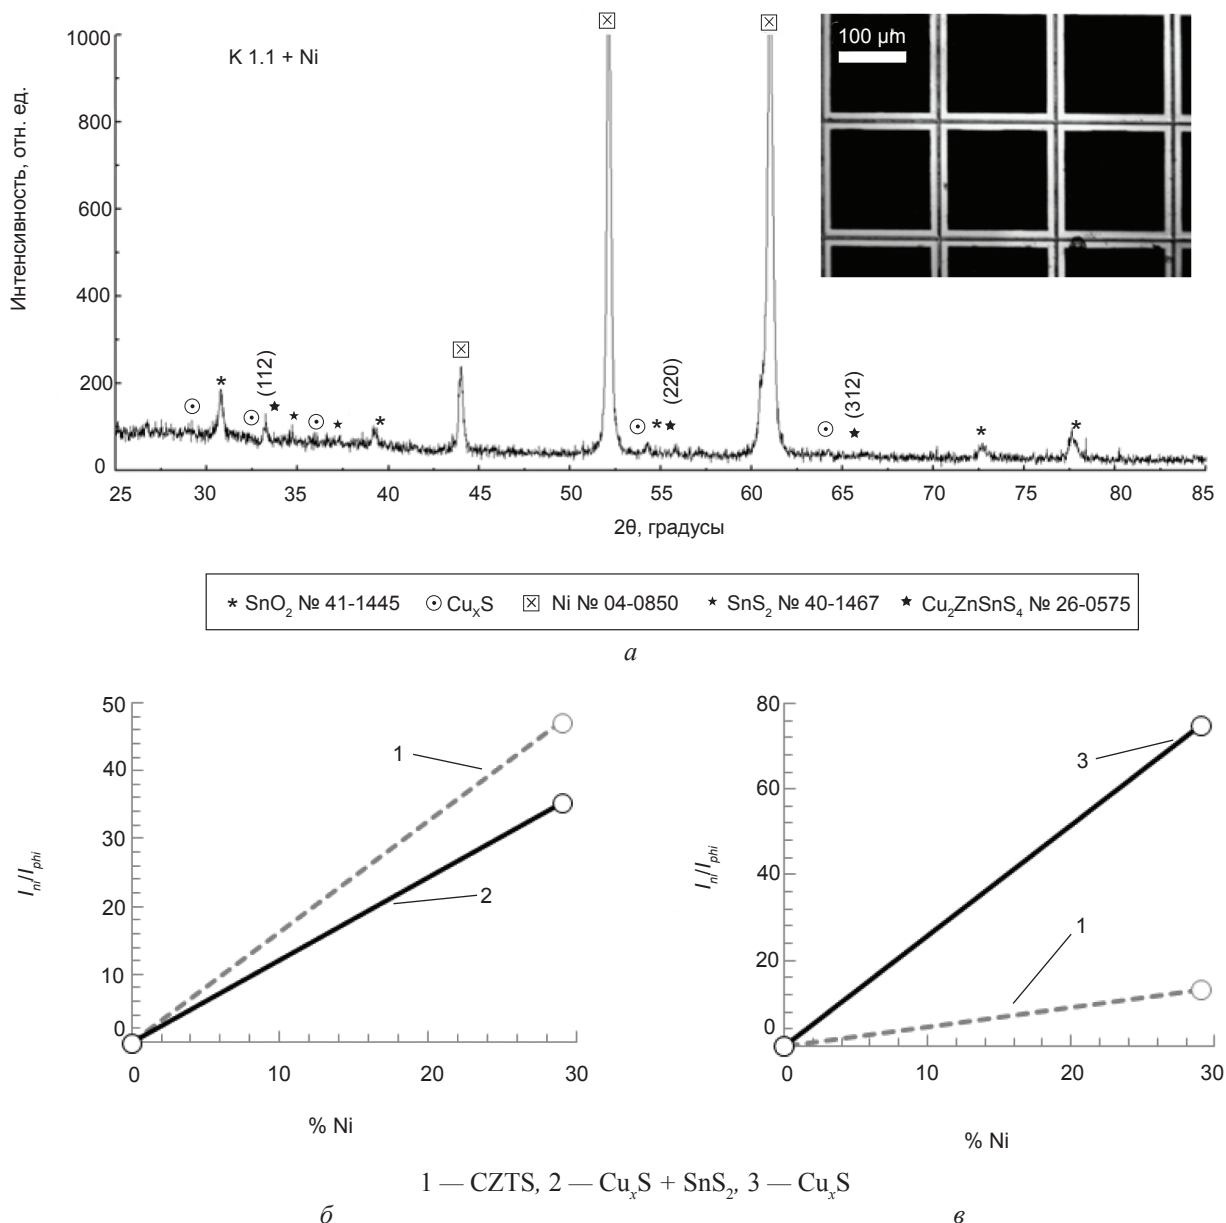 K 1.1 + Ni
100 µm
Интенсивность, отн. ед.
1000
800
600
400
200
0
(112)
(220)
(312)
25 30 35 40 45 50 55 60 65 70 75 80 85
2θ, градусы
* SnO₂ № 41-1445 ⊙ CuₓS ☒ Ni № 04-0850 ★ SnS₂ № 40-1467 ★ Cu₂ZnSnS₄ № 26-0575
а
50
40
30
20
10
0
1
2
Iₙᵢ/Iₚₕᵢ
0 10 20 30
% Ni
80
60
40
20
0
3
1
Iₙᵢ/Iₚₕᵢ
0 10 20 30
% Ni
1 — CZTS, 2 — CuₓS + SnS₂, 3 — CuₓS
б в